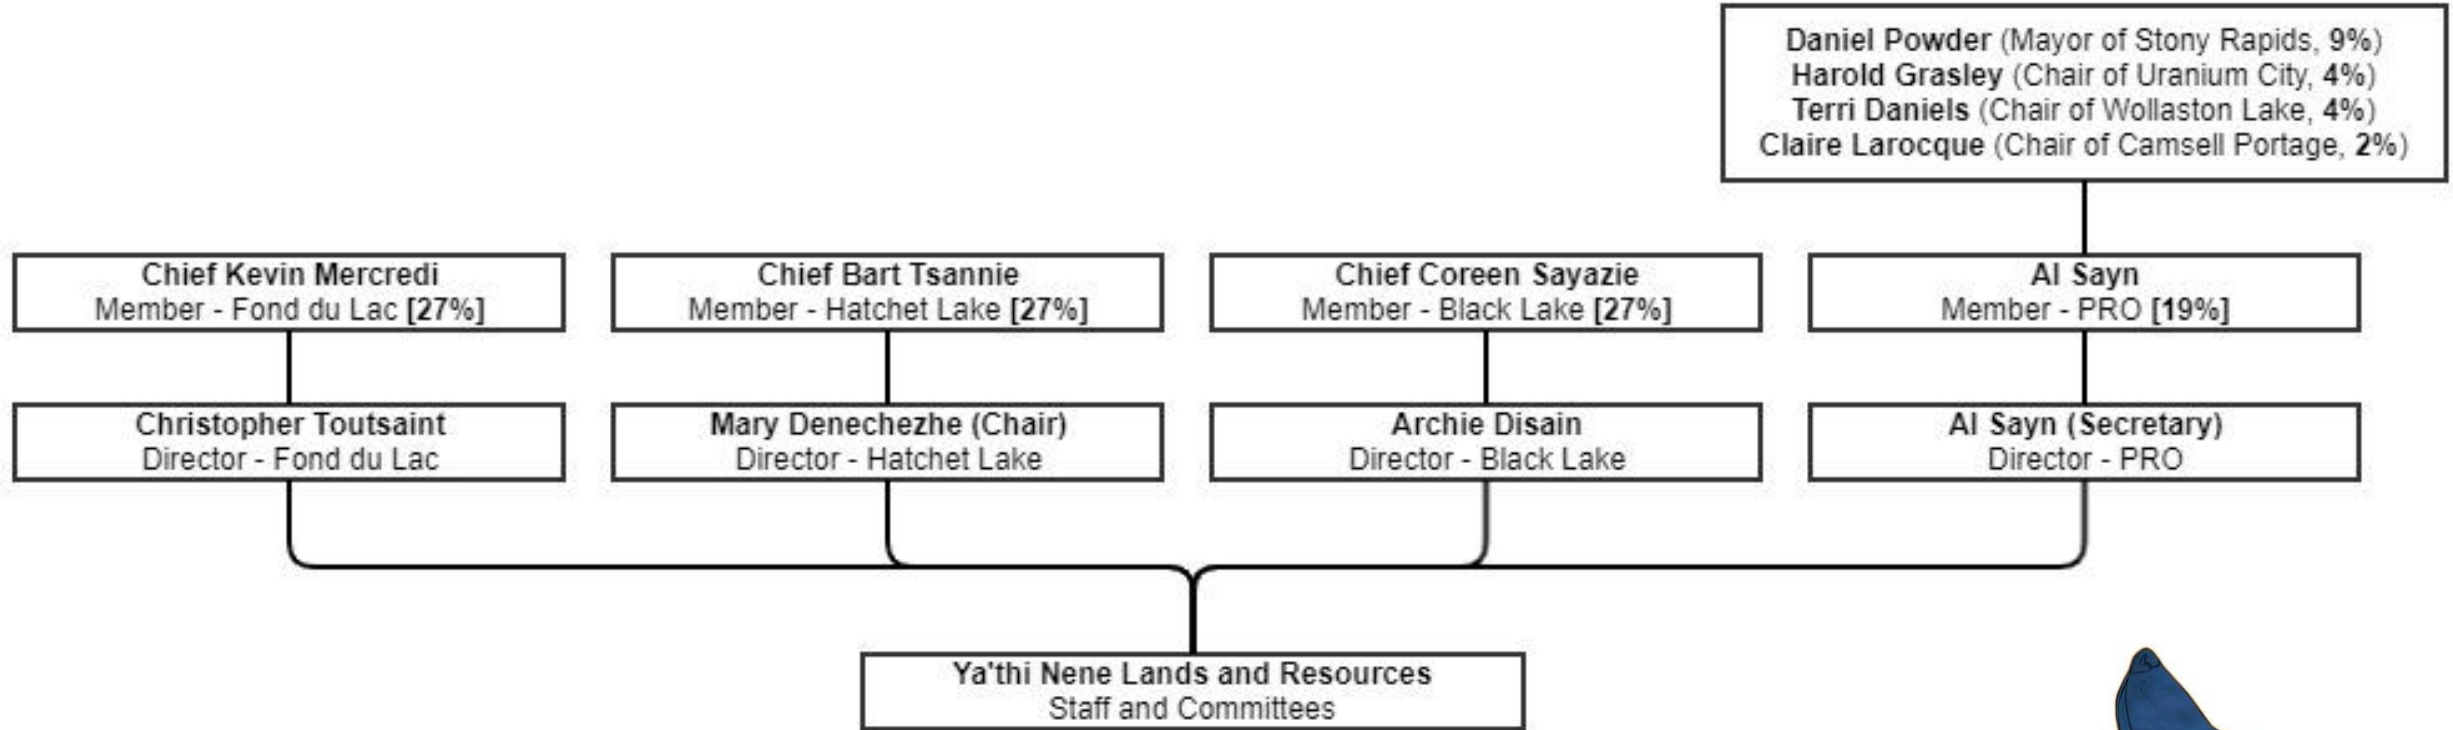 Daniel Powder (Mayor of Stony Rapids, 9%)
Harold Grasley (Chair of Uranium City, 4%)
Terri Daniels (Chair of Wollaston Lake, 4%)
Claire Larocque (Chair of Camsell Portage, 2%)
Chief Kevin Mercredi
Member - Fond du Lac [27%]
Chief Bart Tsannie
Member - Hatchet Lake [27%]
Chief Coreen Sayazie
Member - Black Lake [27%]
Al Sayn
Member - PRO [19%]
Christopher Toutsaint
Director - Fond du Lac
Mary Denechezhe (Chair)
Director - Hatchet Lake
Archie Disain
Director - Black Lake
Al Sayn (Secretary)
Director - PRO
Ya'thi Nene Lands and Resources
Staff and Committees